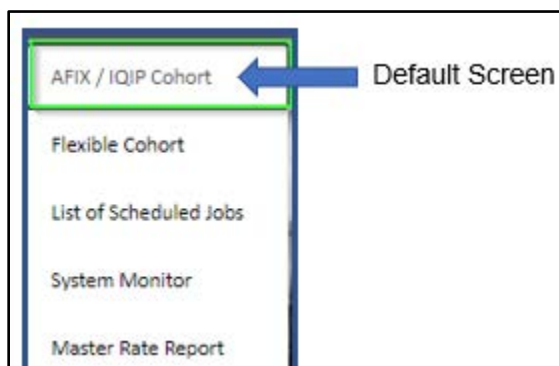 AFIX / IQIP Cohort
Default Screen
Flexible Cohort
List of Scheduled Jobs
System Monitor
Master Rate Report